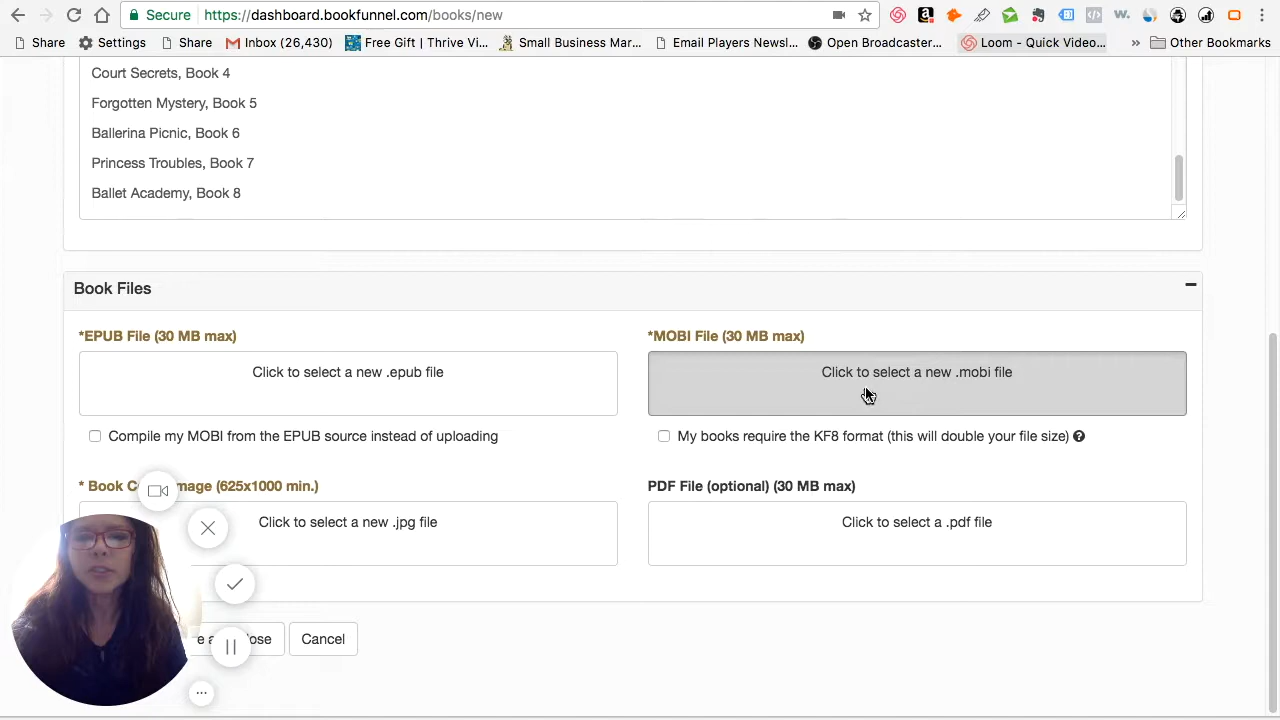 Secure https://dashboard.bookfunnel.com/books/new
Share Settings Share Inbox (26,430) Free Gift | Thrive Vi... Small Business Mar... Email Players Newsl... Open Broadcaster... Loom - Quick Video... » Other Bookmarks
Court Secrets, Book 4
Forgotten Mystery, Book 5
Ballerina Picnic, Book 6
Princess Troubles, Book 7
Ballet Academy, Book 8
Book Files
*EPUB File (30 MB max) *MOBI File (30 MB max)
Click to select a new .epub file Click to select a new .mobi file
Compile my MOBI from the EPUB source instead of uploading My books require the KF8 format (this will double your file size)
* Book C mage (625x1000 min.) PDF File (optional) (30 MB max)
Click to select a new .jpg file Click to select a .pdf file
e a ose Cancel